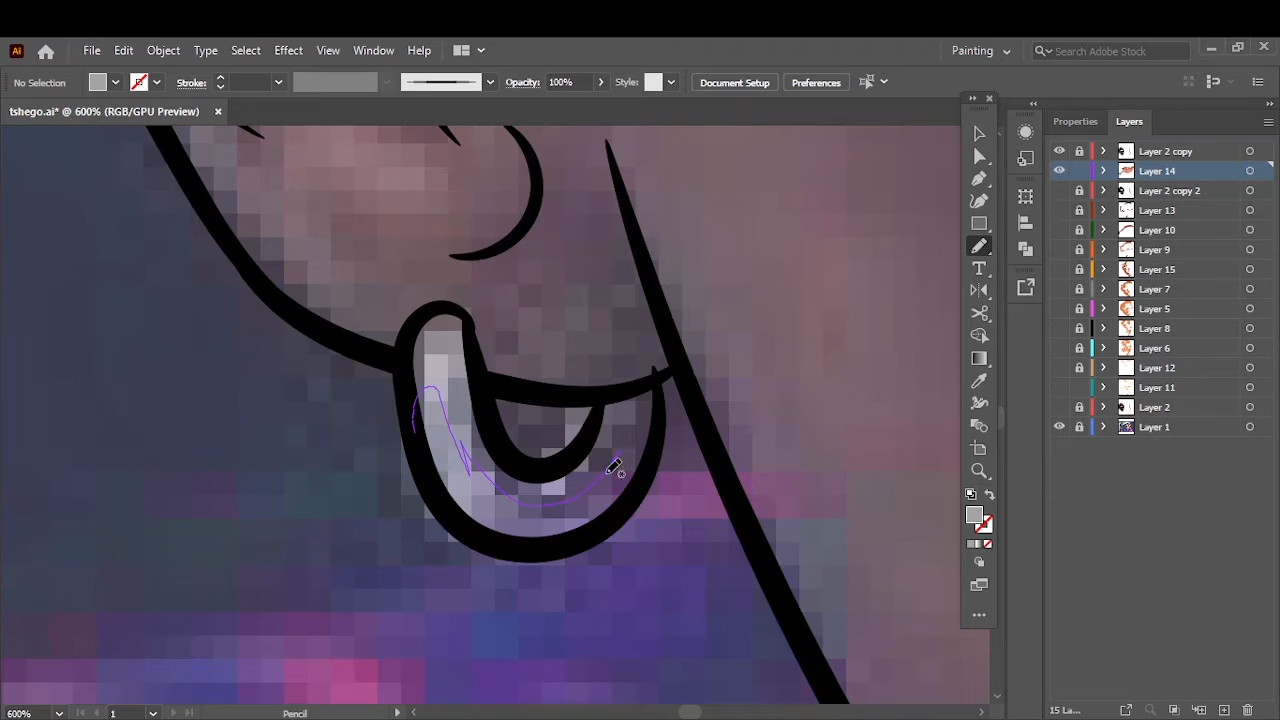 Ai File Edit Object Type Select Effect View Window Help Painting Search Adobe Stock
No Selection Stroke: Opacity: 100% Style: Document Setup Preferences
tshego.ai* @ 600% (RGB/GPU Preview)
Properties Layers
Layer 2 copy
Layer 14
Layer 2 copy 2
Layer 13
Layer 10
Layer 9
Layer 15
Layer 7
Layer 5
Layer 8
Layer 6
Layer 12
Layer 11
Layer 2
Layer 1
600% 1 Pencil 15 La...